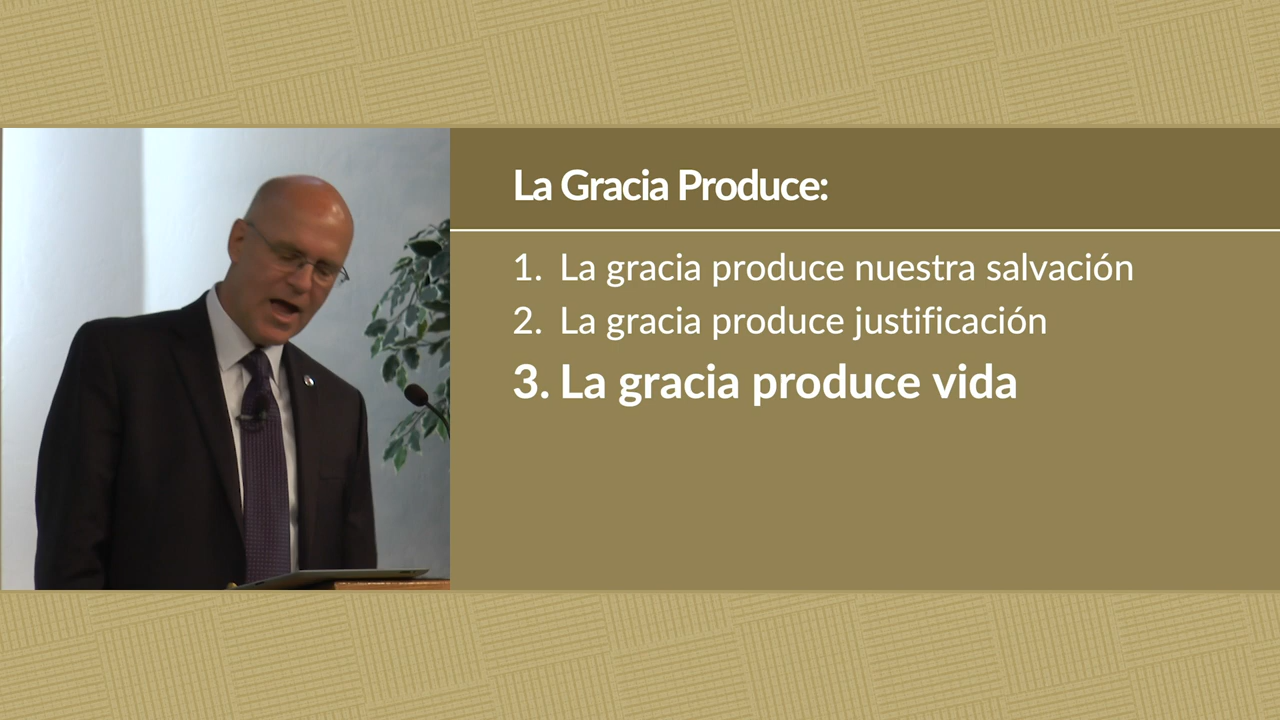 La Gracia Produce:
1. La gracia produce nuestra salvación
2. La gracia produce justificación
3. La gracia produce vida